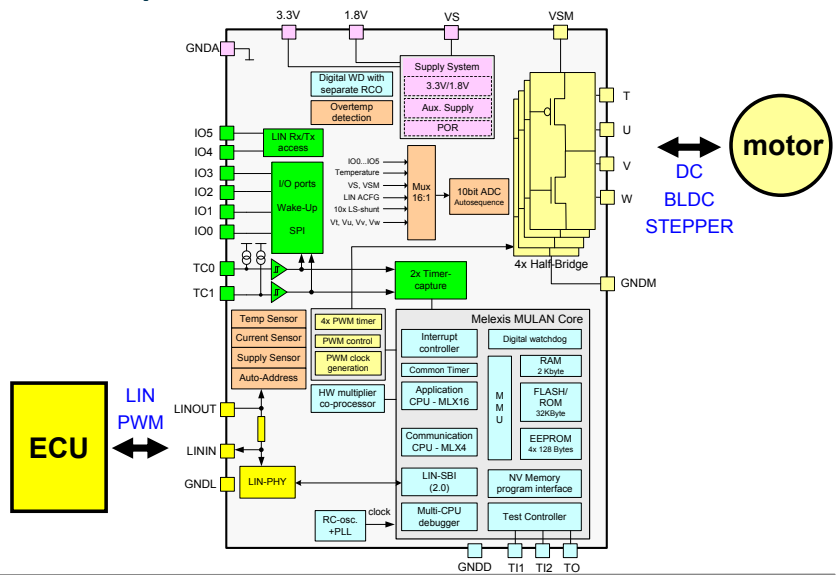 3.3V
1.8V
VS
VSM
GNDA
Digital WD with
separate RCO
Supply System
3.3V/1.8V
Aux. Supply
POR
Overtemp
detection
T
U
V
W
motor
DC
BLDC
STEPPER
IO5
IO4
IO3
IO2
IO1
IO0
LIN Rx/Tx
access
I/O ports
Wake-Up
SPI
IO0...IO5
Temperature
VS, VSM
LIN ACFG
10x LS-shunt
Vt, Vu, Vv, Vw
Mux
16:1
10bit ADC
Autosequence
4x Half-Bridge
GNDM
TC0
TC1
2x Timer-
capture
Temp Sensor
Current Sensor
Supply Sensor
Auto-Address
4x PWM timer
PWM control
PWM clock
generation
HW multiplier
co-processor
Melexis MULAN Core
Interrupt
controller
Common Timer
Application
CPU - MLX16
Communication
CPU - MLX4
LIN-SBI
(2.0)
Multi-CPU
debugger
Digital watchdog
M
M
U
RAM
2 Kbyte
FLASH/
ROM
32KByte
EEPROM
4x 128 Bytes
NV Memory
program interface
Test Controller
ECU
LIN
PWM
LINOUT
LININ
GNDL
LIN-PHY
RC-osc.
+PLL
clock
GNDD
TI1
TI2
TO